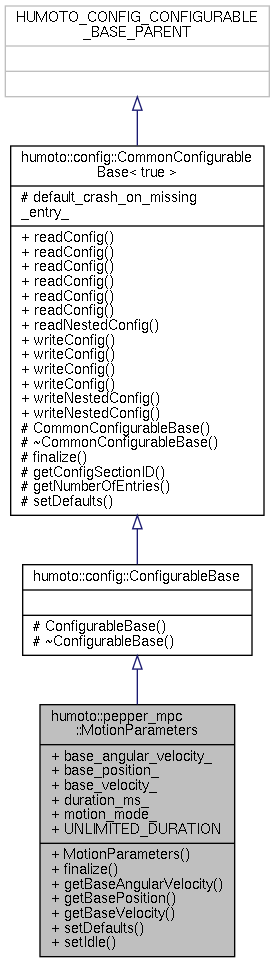 HUMOTO_CONFIG_CONFIGURABLE
_BASE_PARENT
humoto::config::CommonConfigurable
Base< true >
# default_crash_on_missing
_entry_
+ readConfig()
+ readConfig()
+ readConfig()
+ readConfig()
+ readConfig()
+ readConfig()
+ readNestedConfig()
+ writeConfig()
+ writeConfig()
+ writeConfig()
+ writeConfig()
+ writeNestedConfig()
+ writeNestedConfig()
# CommonConfigurableBase()
# ~CommonConfigurableBase()
# finalize()
# getConfigSectionID()
# getNumberOfEntries()
# setDefaults()
humoto::config::ConfigurableBase
# ConfigurableBase()
# ~ConfigurableBase()
humoto::pepper_mpc
::MotionParameters
+ base_angular_velocity_
+ base_position_
+ base_velocity_
+ duration_ms_
+ motion_mode_
+ UNLIMITED_DURATION
+ MotionParameters()
+ finalize()
+ getBaseAngularVelocity()
+ getBasePosition()
+ getBaseVelocity()
+ setDefaults()
+ setIdle()